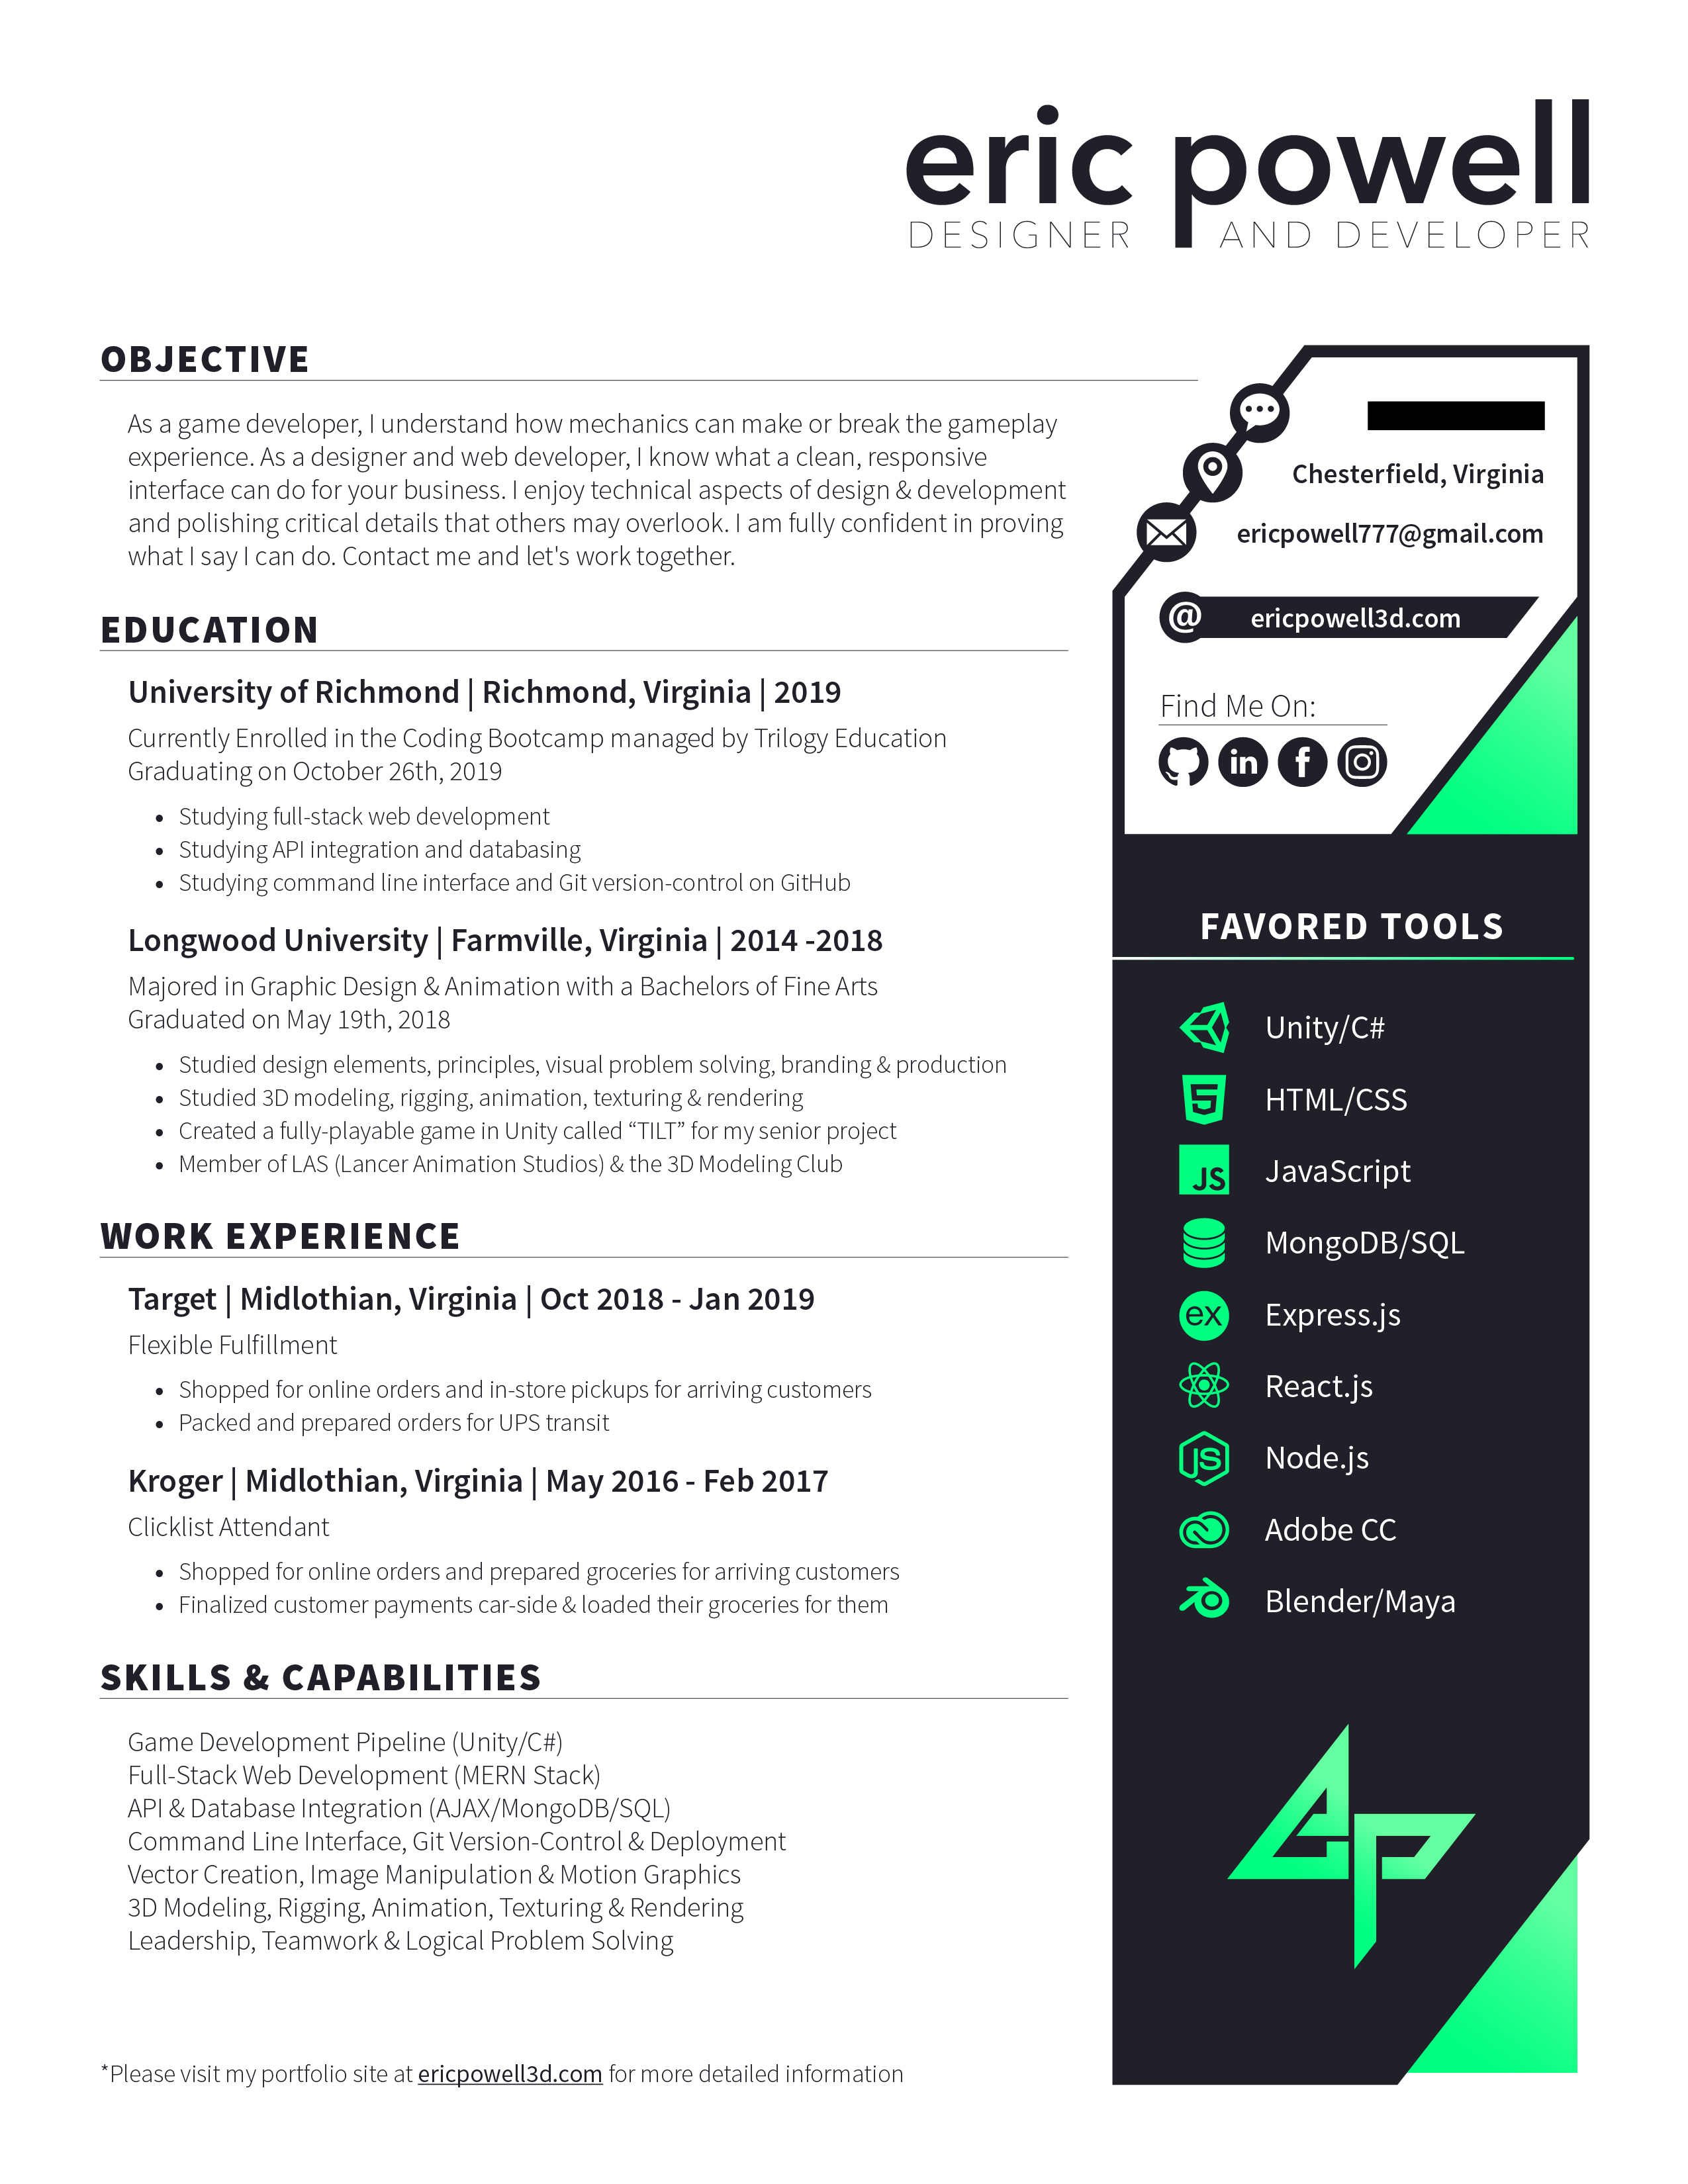 eric powell
DESIGNER AND DEVELOPER
OBJECTIVE
As a game developer, I understand how mechanics can make or break the gameplay
experience. As a designer and web developer, I know what a clean, responsive
interface can do for your business. I enjoy technical aspects of design & development
and polishing critical details that others may overlook. I am fully confident in proving
what I say I can do. Contact me and let's work together.
EDUCATION
University of Richmond | Richmond, Virginia | 2019
Currently Enrolled in the Coding Bootcamp managed by Trilogy Education
Graduating on October 26th, 2019
• Studying full-stack web development
• Studying API integration and databasing
• Studying command line interface and Git version-control on GitHub
Longwood University | Farmville, Virginia | 2014 -2018
Majored in Graphic Design & Animation with a Bachelors of Fine Arts
Graduated on May 19th, 2018
• Studied design elements, principles, visual problem solving, branding & production
• Studied 3D modeling, rigging, animation, texturing & rendering
• Created a fully-playable game in Unity called “TILT” for my senior project
• Member of LAS (Lancer Animation Studios) & the 3D Modeling Club
WORK EXPERIENCE
Target | Midlothian, Virginia | Oct 2018 - Jan 2019
Flexible Fulfillment
• Shopped for online orders and in-store pickups for arriving customers
• Packed and prepared orders for UPS transit
Kroger | Midlothian, Virginia | May 2016 - Feb 2017
Clicklist Attendant
• Shopped for online orders and prepared groceries for arriving customers
• Finalized customer payments car-side & loaded their groceries for them
SKILLS & CAPABILITIES
Game Development Pipeline (Unity/C#)
Full-Stack Web Development (MERN Stack)
API & Database Integration (AJAX/MongoDB/SQL)
Command Line Interface, Git Version-Control & Deployment
Vector Creation, Image Manipulation & Motion Graphics
3D Modeling, Rigging, Animation, Texturing & Rendering
Leadership, Teamwork & Logical Problem Solving
*Please visit my portfolio site at ericpowell3d.com for more detailed information
Chesterfield, Virginia
ericpowell777@gmail.com
@ ericpowell3d.com
Find Me On:
in f
FAVORED TOOLS
Unity/C#
5 HTML/CSS
JS JavaScript
MongoDB/SQL
ex Express.js
React.js
JS Node.js
Adobe CC
Blender/Maya
eP